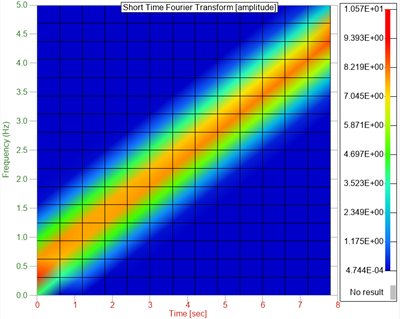 Short Time Fourier Transform [amplitude]
5.0
4.5
4.0
3.5
3.0
2.5
2.0
1.5
1.0
0.5
0.0
Frequency (Hz)
0 1 2 3 4 5 6 7 8
Time [sec]
1.057E+01
9.393E+00
8.219E+00
7.045E+00
5.871E+00
4.697E+00
3.523E+00
2.349E+00
1.175E+00
4.744E-04
No result